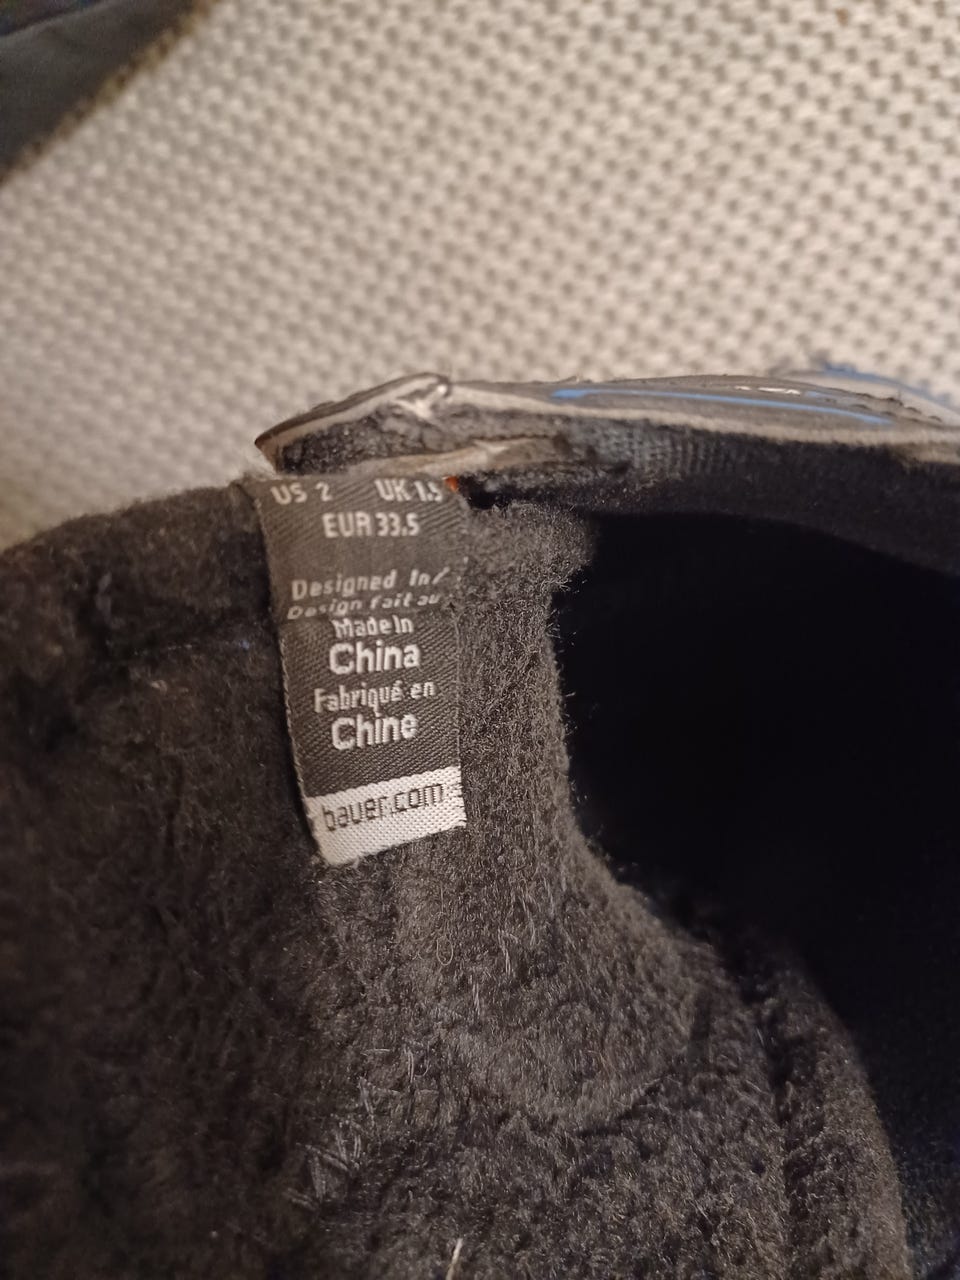 US 2 UK 1.5
EUR 33.5
Designed In/
Design fait au
Made In
China
Fabriqué en
Chine
bauer.com